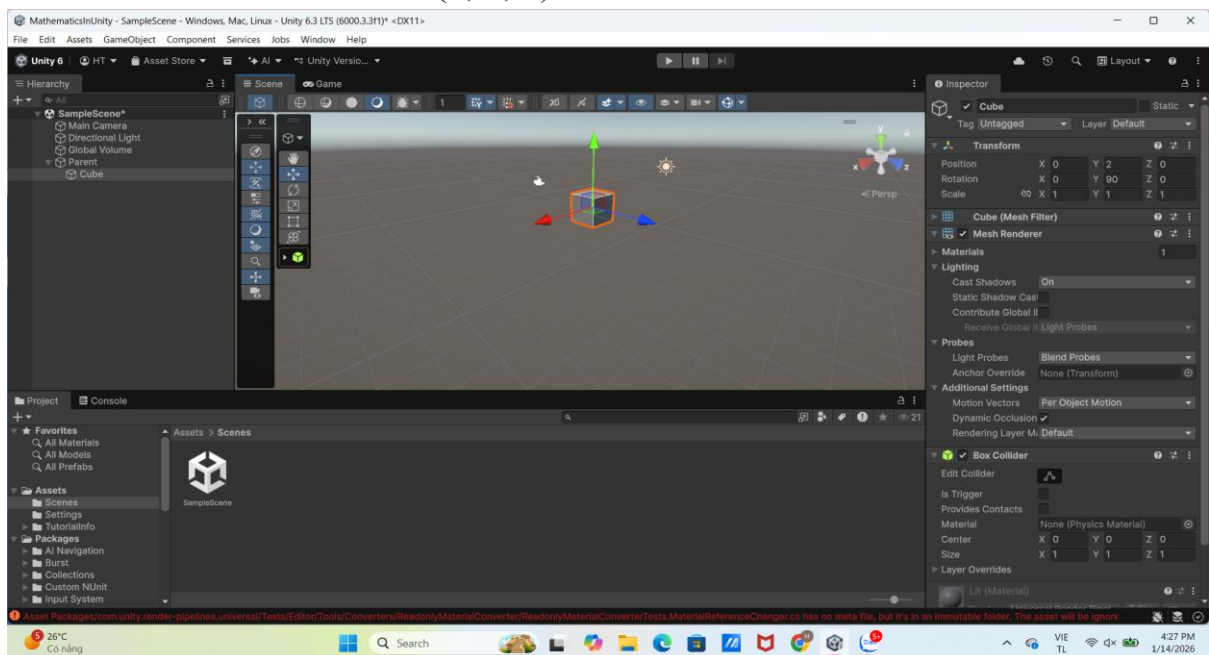 MathematicsInUnity - SampleScene - Windows, Mac, Linux - Unity 6.3 LTS (6000.3.3f1)* <DX11>
File Edit Assets GameObject Component Services Jobs Window Help
Unity 6 HT Asset Store AI Unity Versio... Layout
Hierarchy
All
SampleScene*
Main Camera
Directional Light
Global Volume
Parent
Cube
Scene Game
1 2D
y
x z
Persp
Inspector
Cube Static
Tag Untagged Layer Default
Transform
Position X 0 Y 2 Z 0
Rotation X 0 Y 90 Z 0
Scale X 1 Y 1 Z 1
Cube (Mesh Filter)
Mesh Renderer
Materials 1
Lighting
Cast Shadows On
Static Shadow Cas
Contribute Global Il
Receive Global Il Light Probes
Probes
Light Probes Blend Probes
Anchor Override None (Transform)
Additional Settings
Motion Vectors Per Object Motion
Dynamic Occlusion
Rendering Layer Ma Default
Box Collider
Edit Collider
Is Trigger
Provides Contacts
Material None (Physics Material)
Center X 0 Y 0 Z 0
Size X 1 Y 1 Z 1
Layer Overrides
Lit (Material)
Project Console
21
Favorites
All Materials
All Models
All Prefabs
Assets
Scenes
Settings
TutorialInfo
Packages
AI Navigation
Burst
Collections
Custom NUnit
Input System
Assets > Scenes
SampleScene
Asset Packages/com.unity.render-pipelines.universal/Tests/Editor/Tools/Converters/ReadonlyMaterialConverter/ReadonlyMaterialConverterTests.MaterialReferenceChanger.cs has no meta file, but it's in an immutable folder. The asset will be ignore
5
26°C
Có nắng
Search
VIE
TL
4:27 PM
1/14/2026